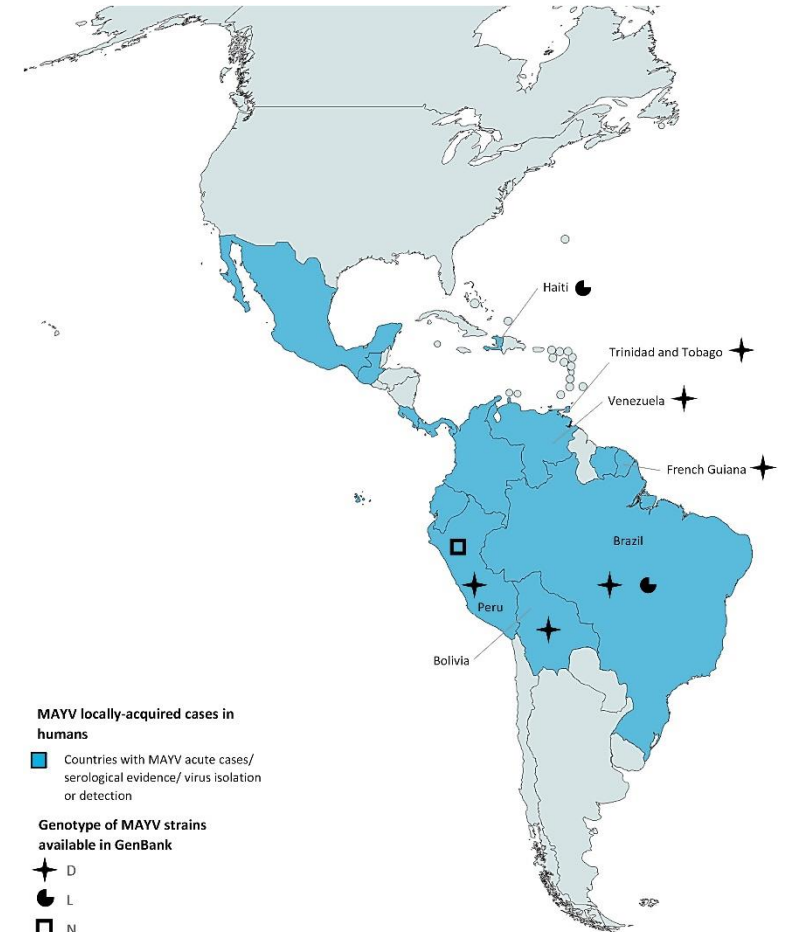 Haiti
Trinidad and Tobago
Venezuela
French Guiana
Brazil
Peru
Bolivia
MAYV locally-acquired cases in
humans
Countries with MAYV acute cases/
serological evidence/ virus isolation
or detection
Genotype of MAYV strains
available in GenBank
D
L
N